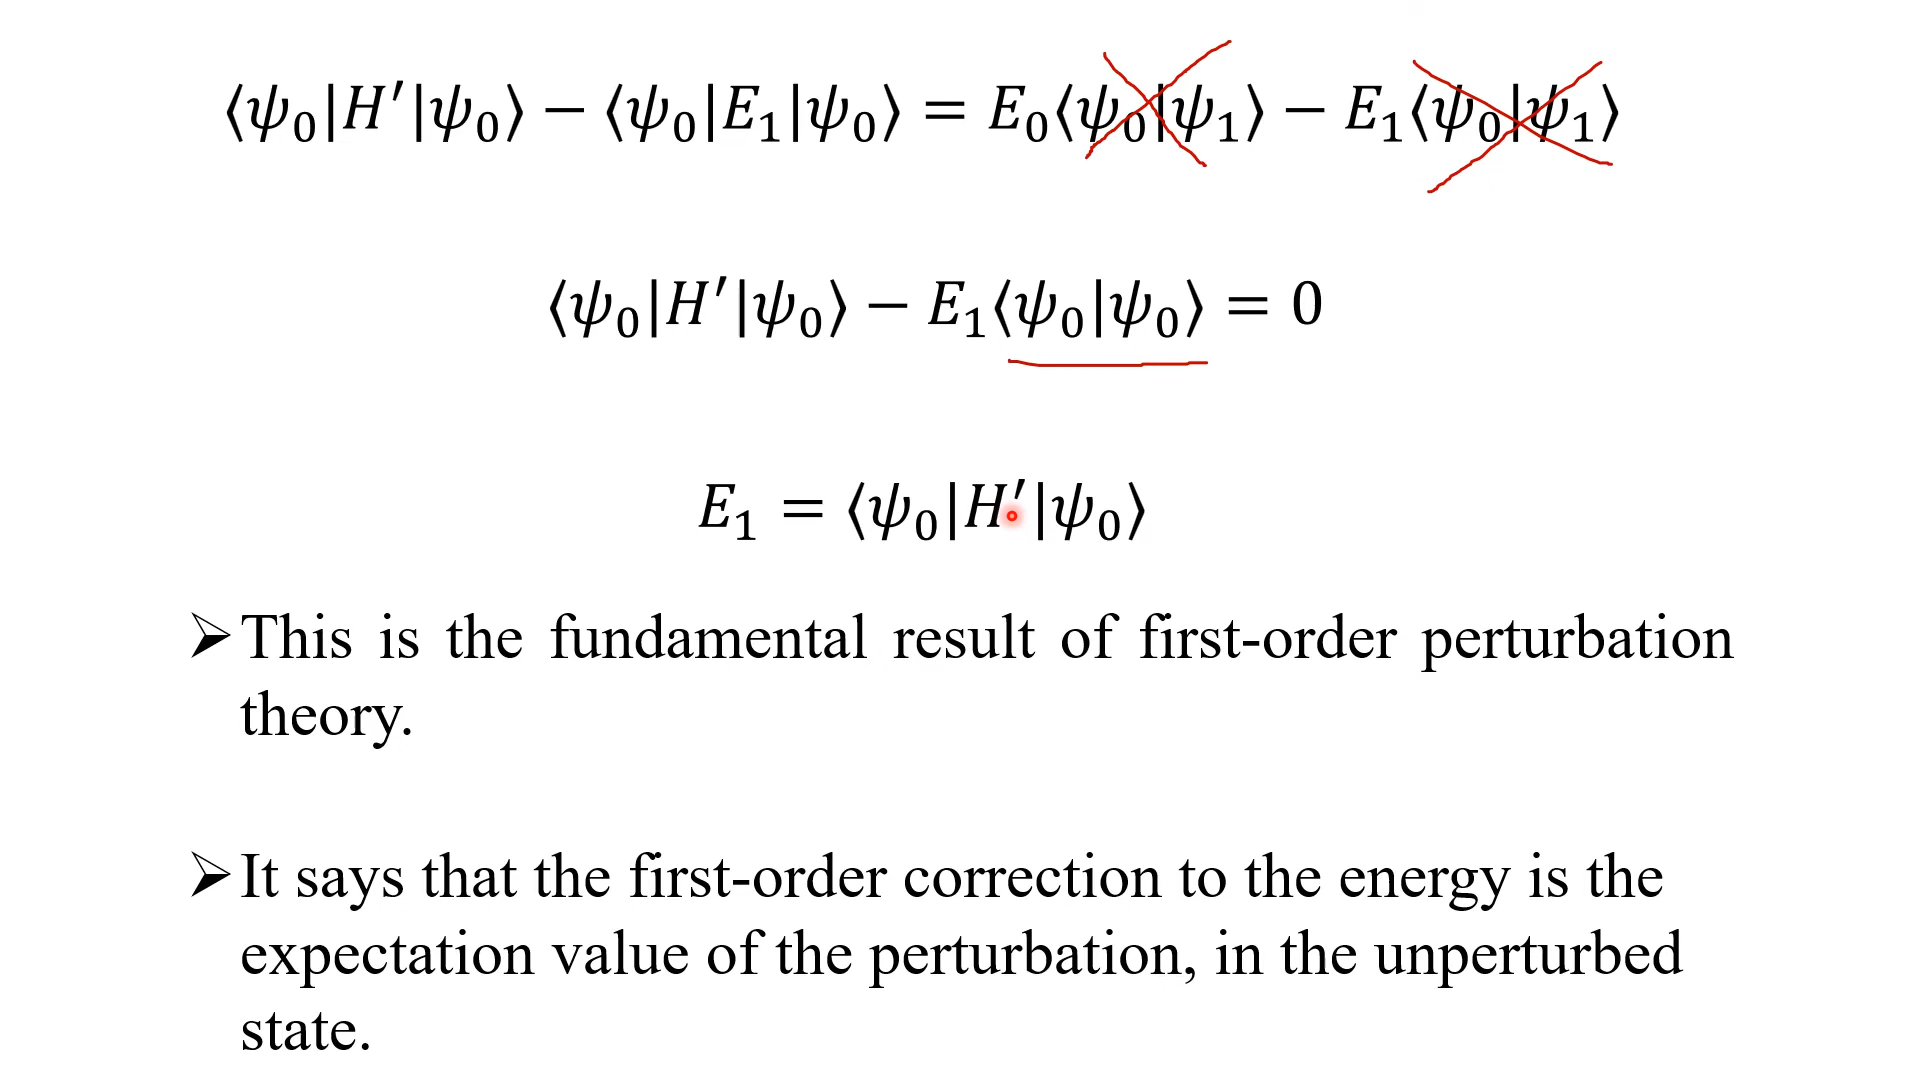 ⟨ψ₀|H′|ψ₀⟩ − ⟨ψ₀|E₁|ψ₀⟩ = E₀⟨ψ₀|ψ₁⟩ − E₁⟨ψ₀|ψ₁⟩
⟨ψ₀|H′|ψ₀⟩ − E₁⟨ψ₀|ψ₀⟩ = 0
E₁ = ⟨ψ₀|H′|ψ₀⟩
➢This is the fundamental result of first-order perturbation
theory.
➢It says that the first-order correction to the energy is the
expectation value of the perturbation, in the unperturbed
state.